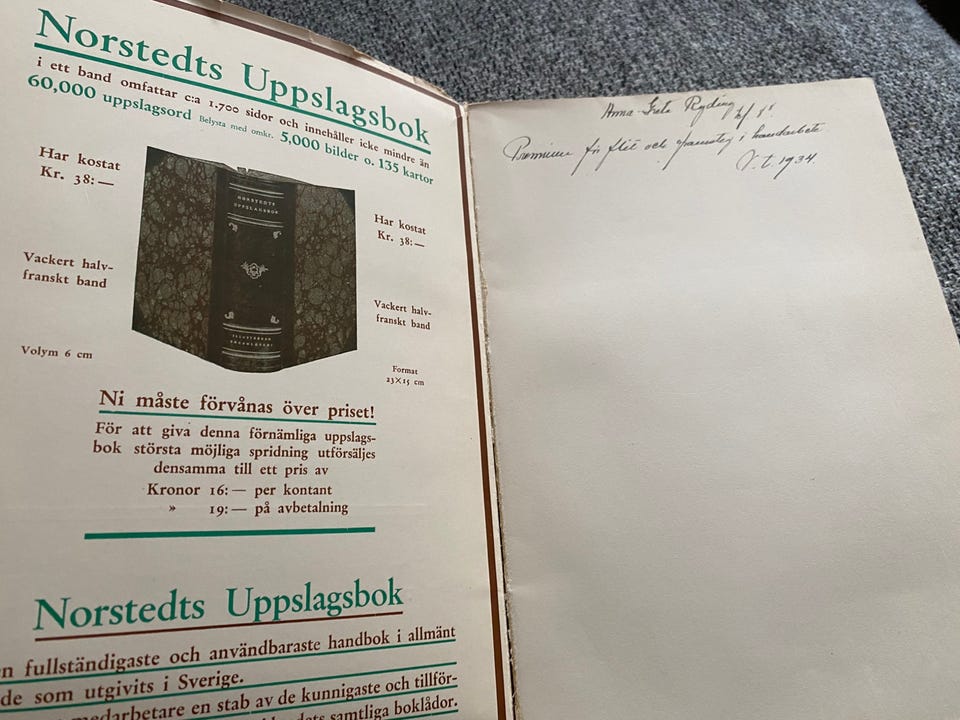 Norstedts Uppslagsbok
i ett band omfattar c:a 1.700 sidor och innehåller icke mindre än
60,000 uppslagsord Belysta med omkr. 5,000 bilder o. 135 kartor
Har kostat
Kr. 38:—
Vackert halv-
franskt band
Volym 6 cm
NORSTEDTS
UPPSLAGSBOK
Har kostat
Kr. 38:—
Vackert halv-
franskt band
Format
23×15 cm
Ni måste förvånas över priset!
För att giva denna förnämliga uppslags-
bok största möjliga spridning utförsäljes
densamma till ett pris av
Kronor 16:— per kontant
» 19:— på avbetalning
Norstedts Uppslagsbok
n fullständigaste och användbaraste handbok i allmänt
de som utgivits i Sverige.
medarbetare en stab av de kunnigaste och tillför-
samtliga boklådor.
Anna-Greta Ryding
Premium för flit och framsteg i handarbete
V.t. 1934.